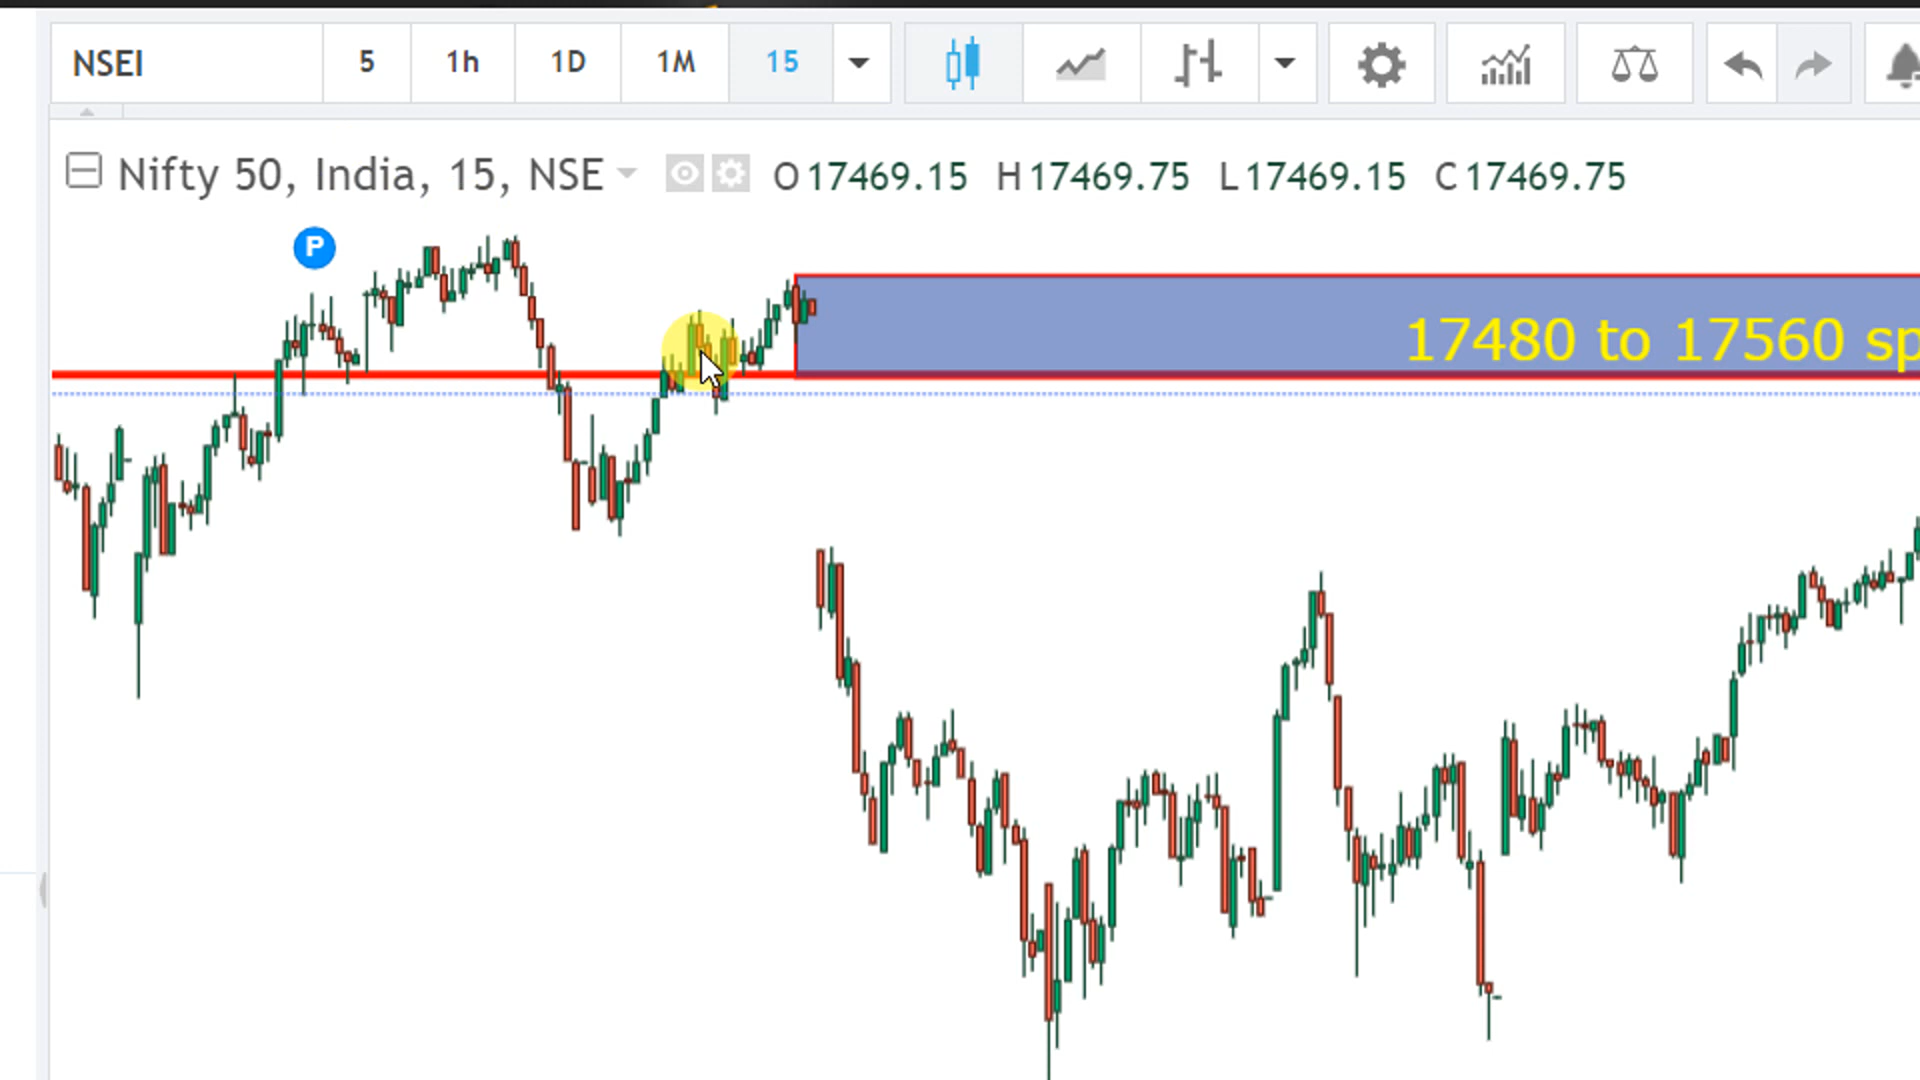 NSEI 5 1h 1D 1M 15
Nifty 50, India, 15, NSE O 17469.15 H 17469.75 L 17469.15 C 17469.75
P
17480 to 17560 sp